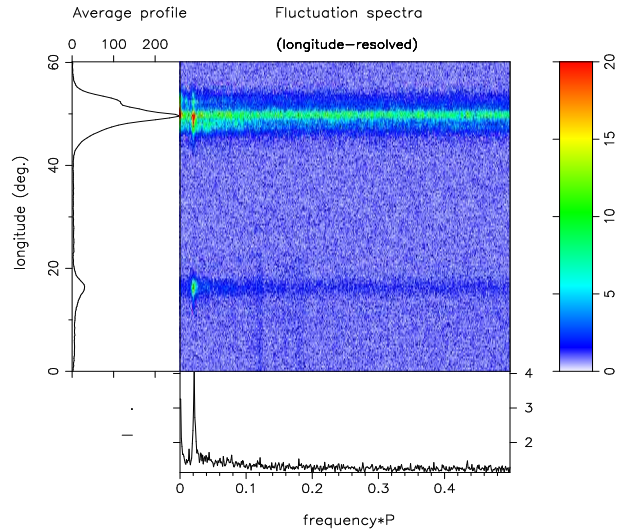 Average profile
Fluctuation spectra
0 100 200
(longitude-resolved)
60
40
20
0
longitude (deg.)
20
15
10
5
0
4
3
2
0 0.1 0.2 0.3 0.4
frequency*P